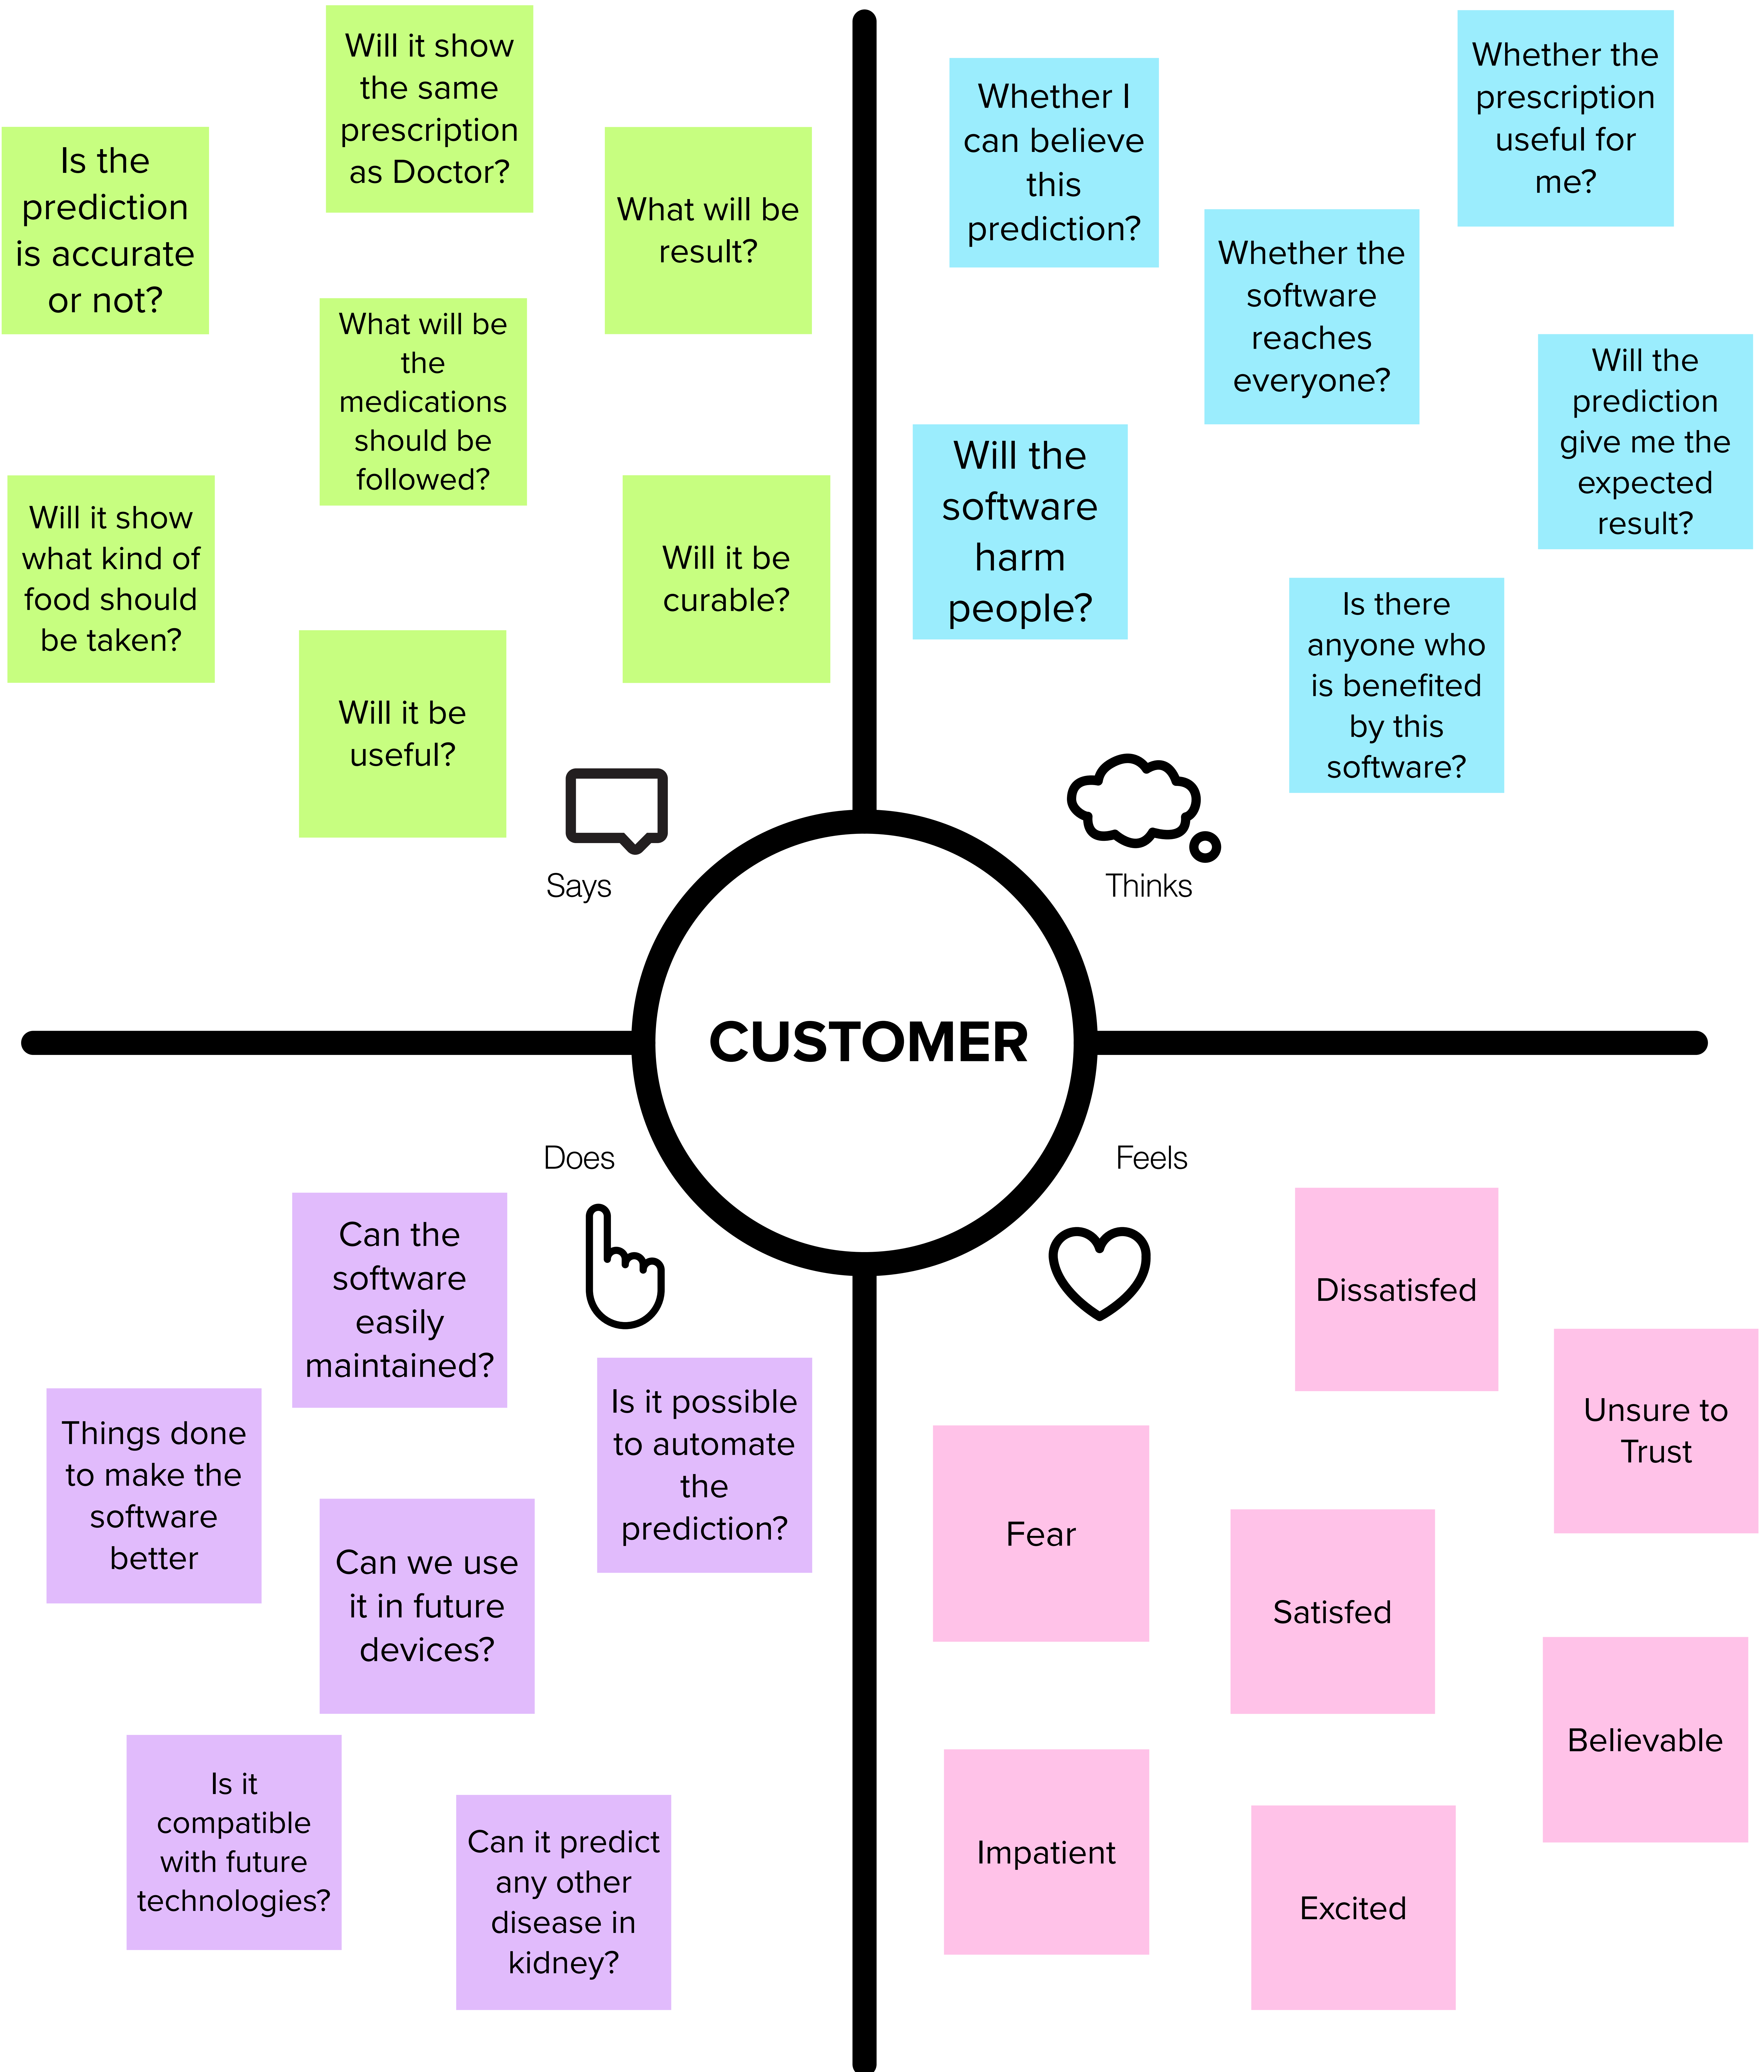 Will it show
the same
prescription
as Doctor?
Is the
prediction
is accurate
or not?
What will be
result?
What will be
the
medications
should be
followed?
Will it show
what kind of
food should
be taken?
Will it be
curable?
Will it be
useful?
Says
Whether I
can believe
this
prediction?
Whether the
prescription
useful for
me?
Whether the
software
reaches
everyone?
Will the
prediction
give me the
expected
result?
Will the
software
harm
people?
Is there
anyone who
is benefited
by this
software?
Thinks
CUSTOMER
Does
Can the
software
easily
maintained?
Things done
to make the
software
better
Is it possible
to automate
the
prediction?
Can we use
it in future
devices?
Is it
compatible
with future
technologies?
Can it predict
any other
disease in
kidney?
Feels
Dissatisfed
Unsure to
Trust
Fear
Satisfed
Believable
Impatient
Excited